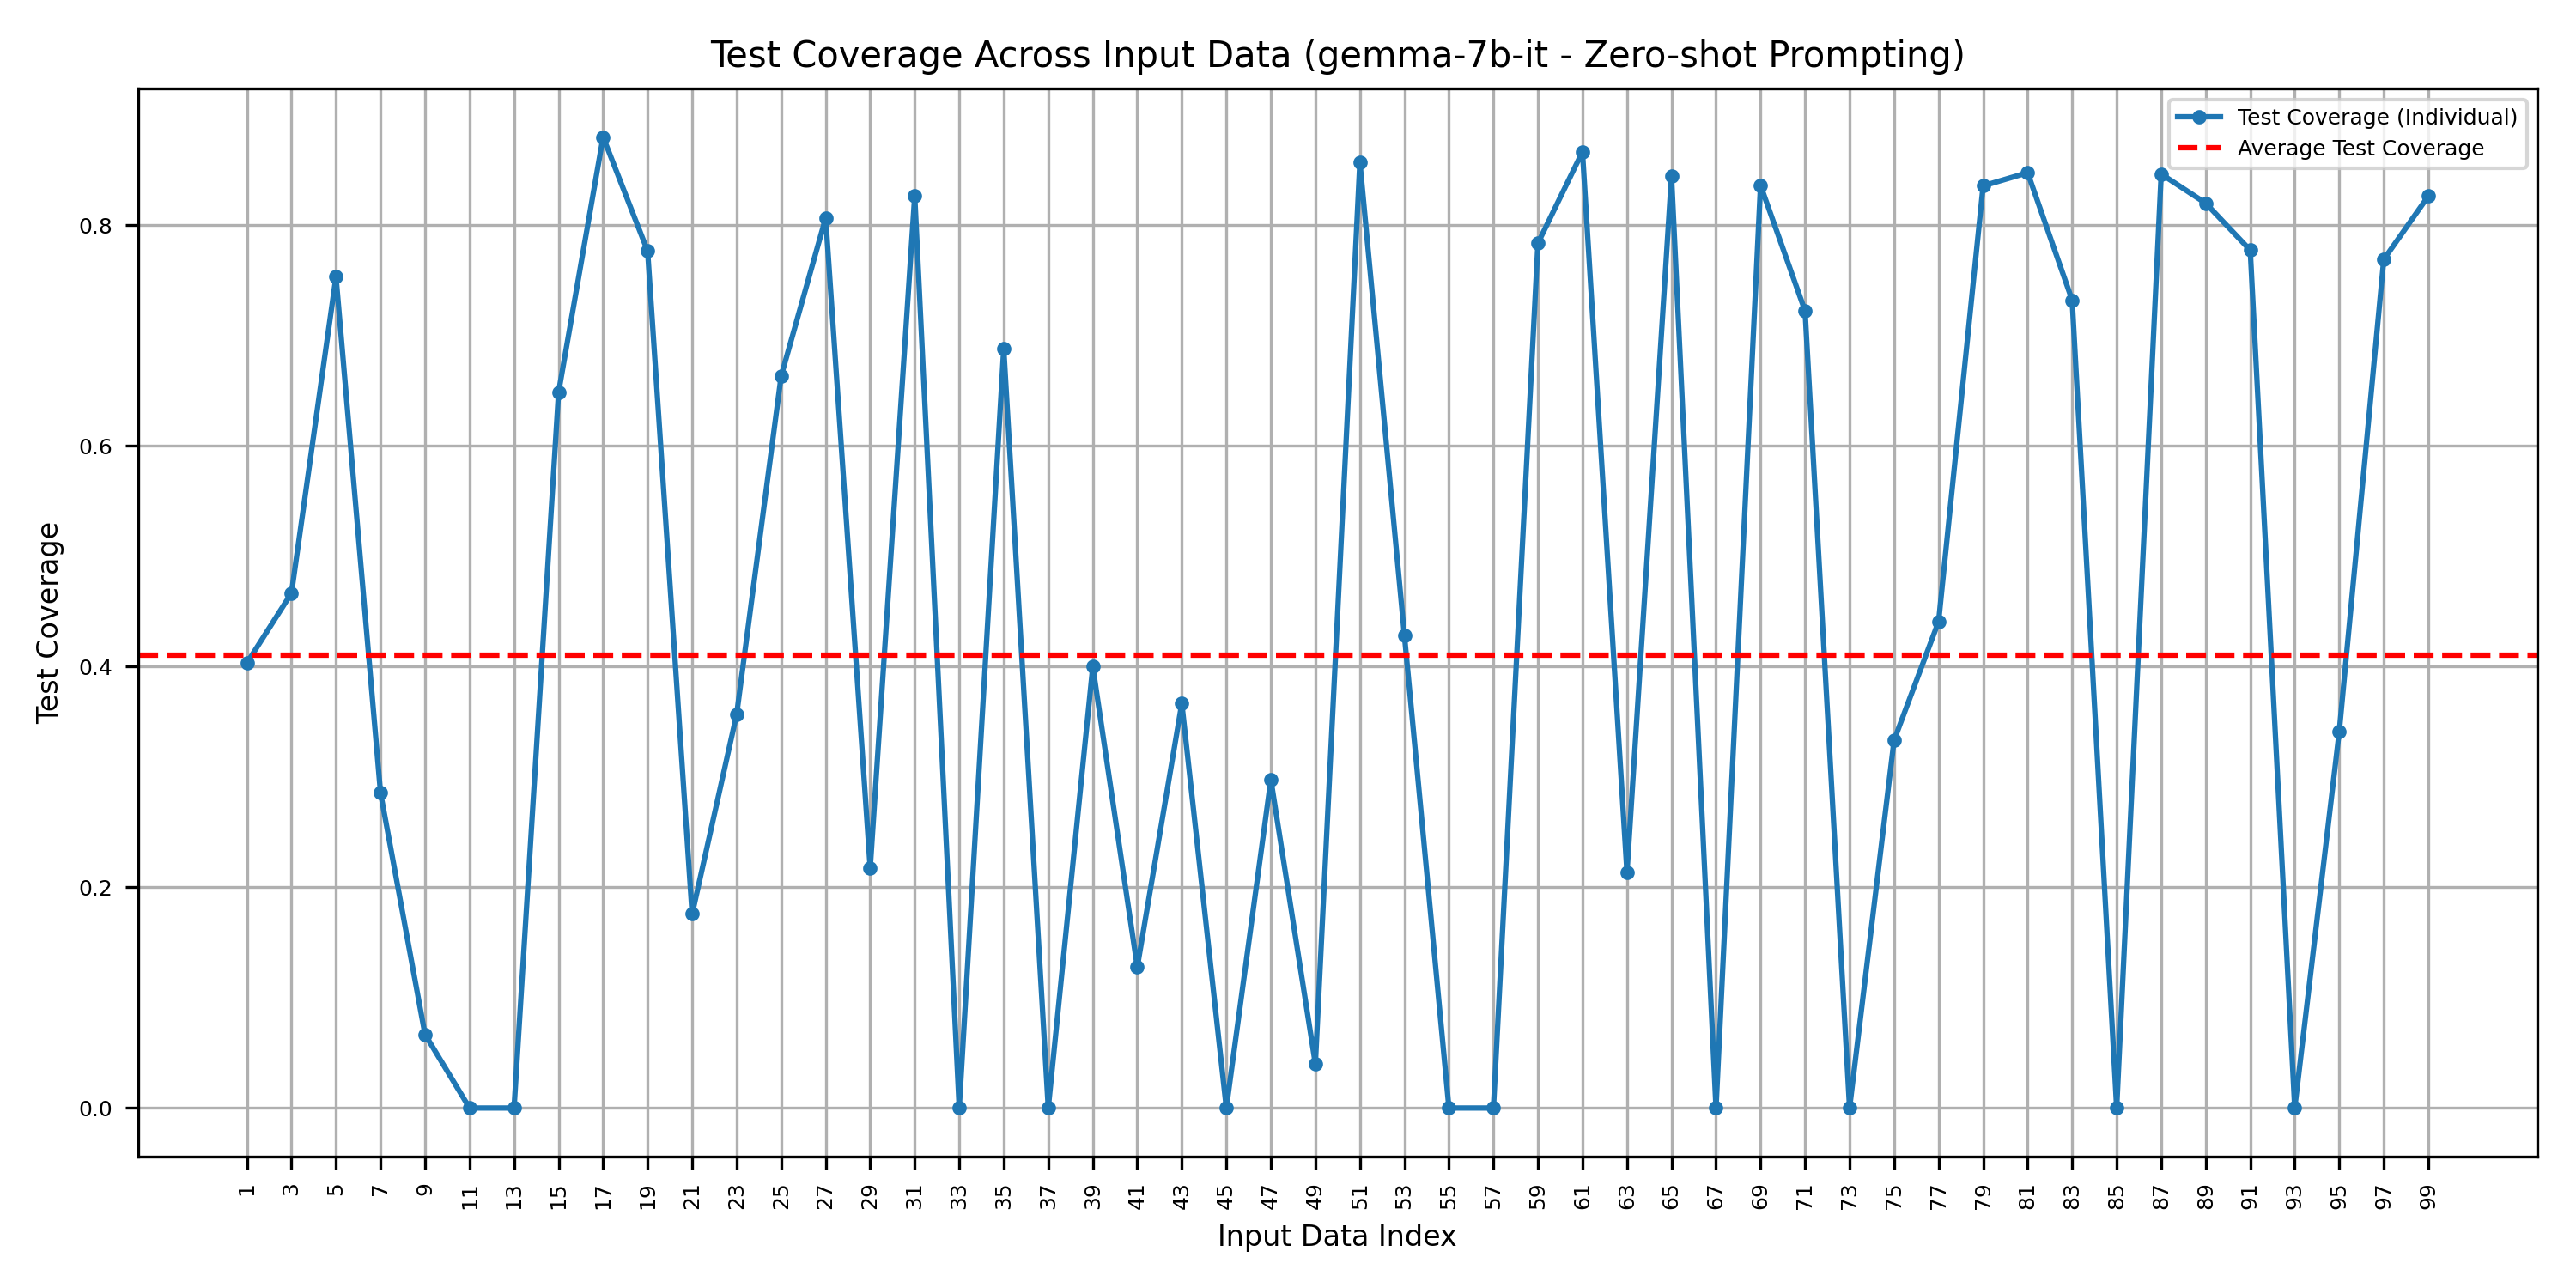 Test Coverage Across Input Data (gemma-7b-it - Zero-shot Prompting)
Test Coverage (Individual)
Average Test Coverage
Test Coverage
0.8
0.6
0.4
0.2
0.0
1 3 5 7 9 11 13 15 17 19 21 23 25 27 29 31 33 35 37 39 41 43 45 47 49 51 53 55 57 59 61 63 65 67 69 71 73 75 77 79 81 83 85 87 89 91 93 95 97 99
Input Data Index